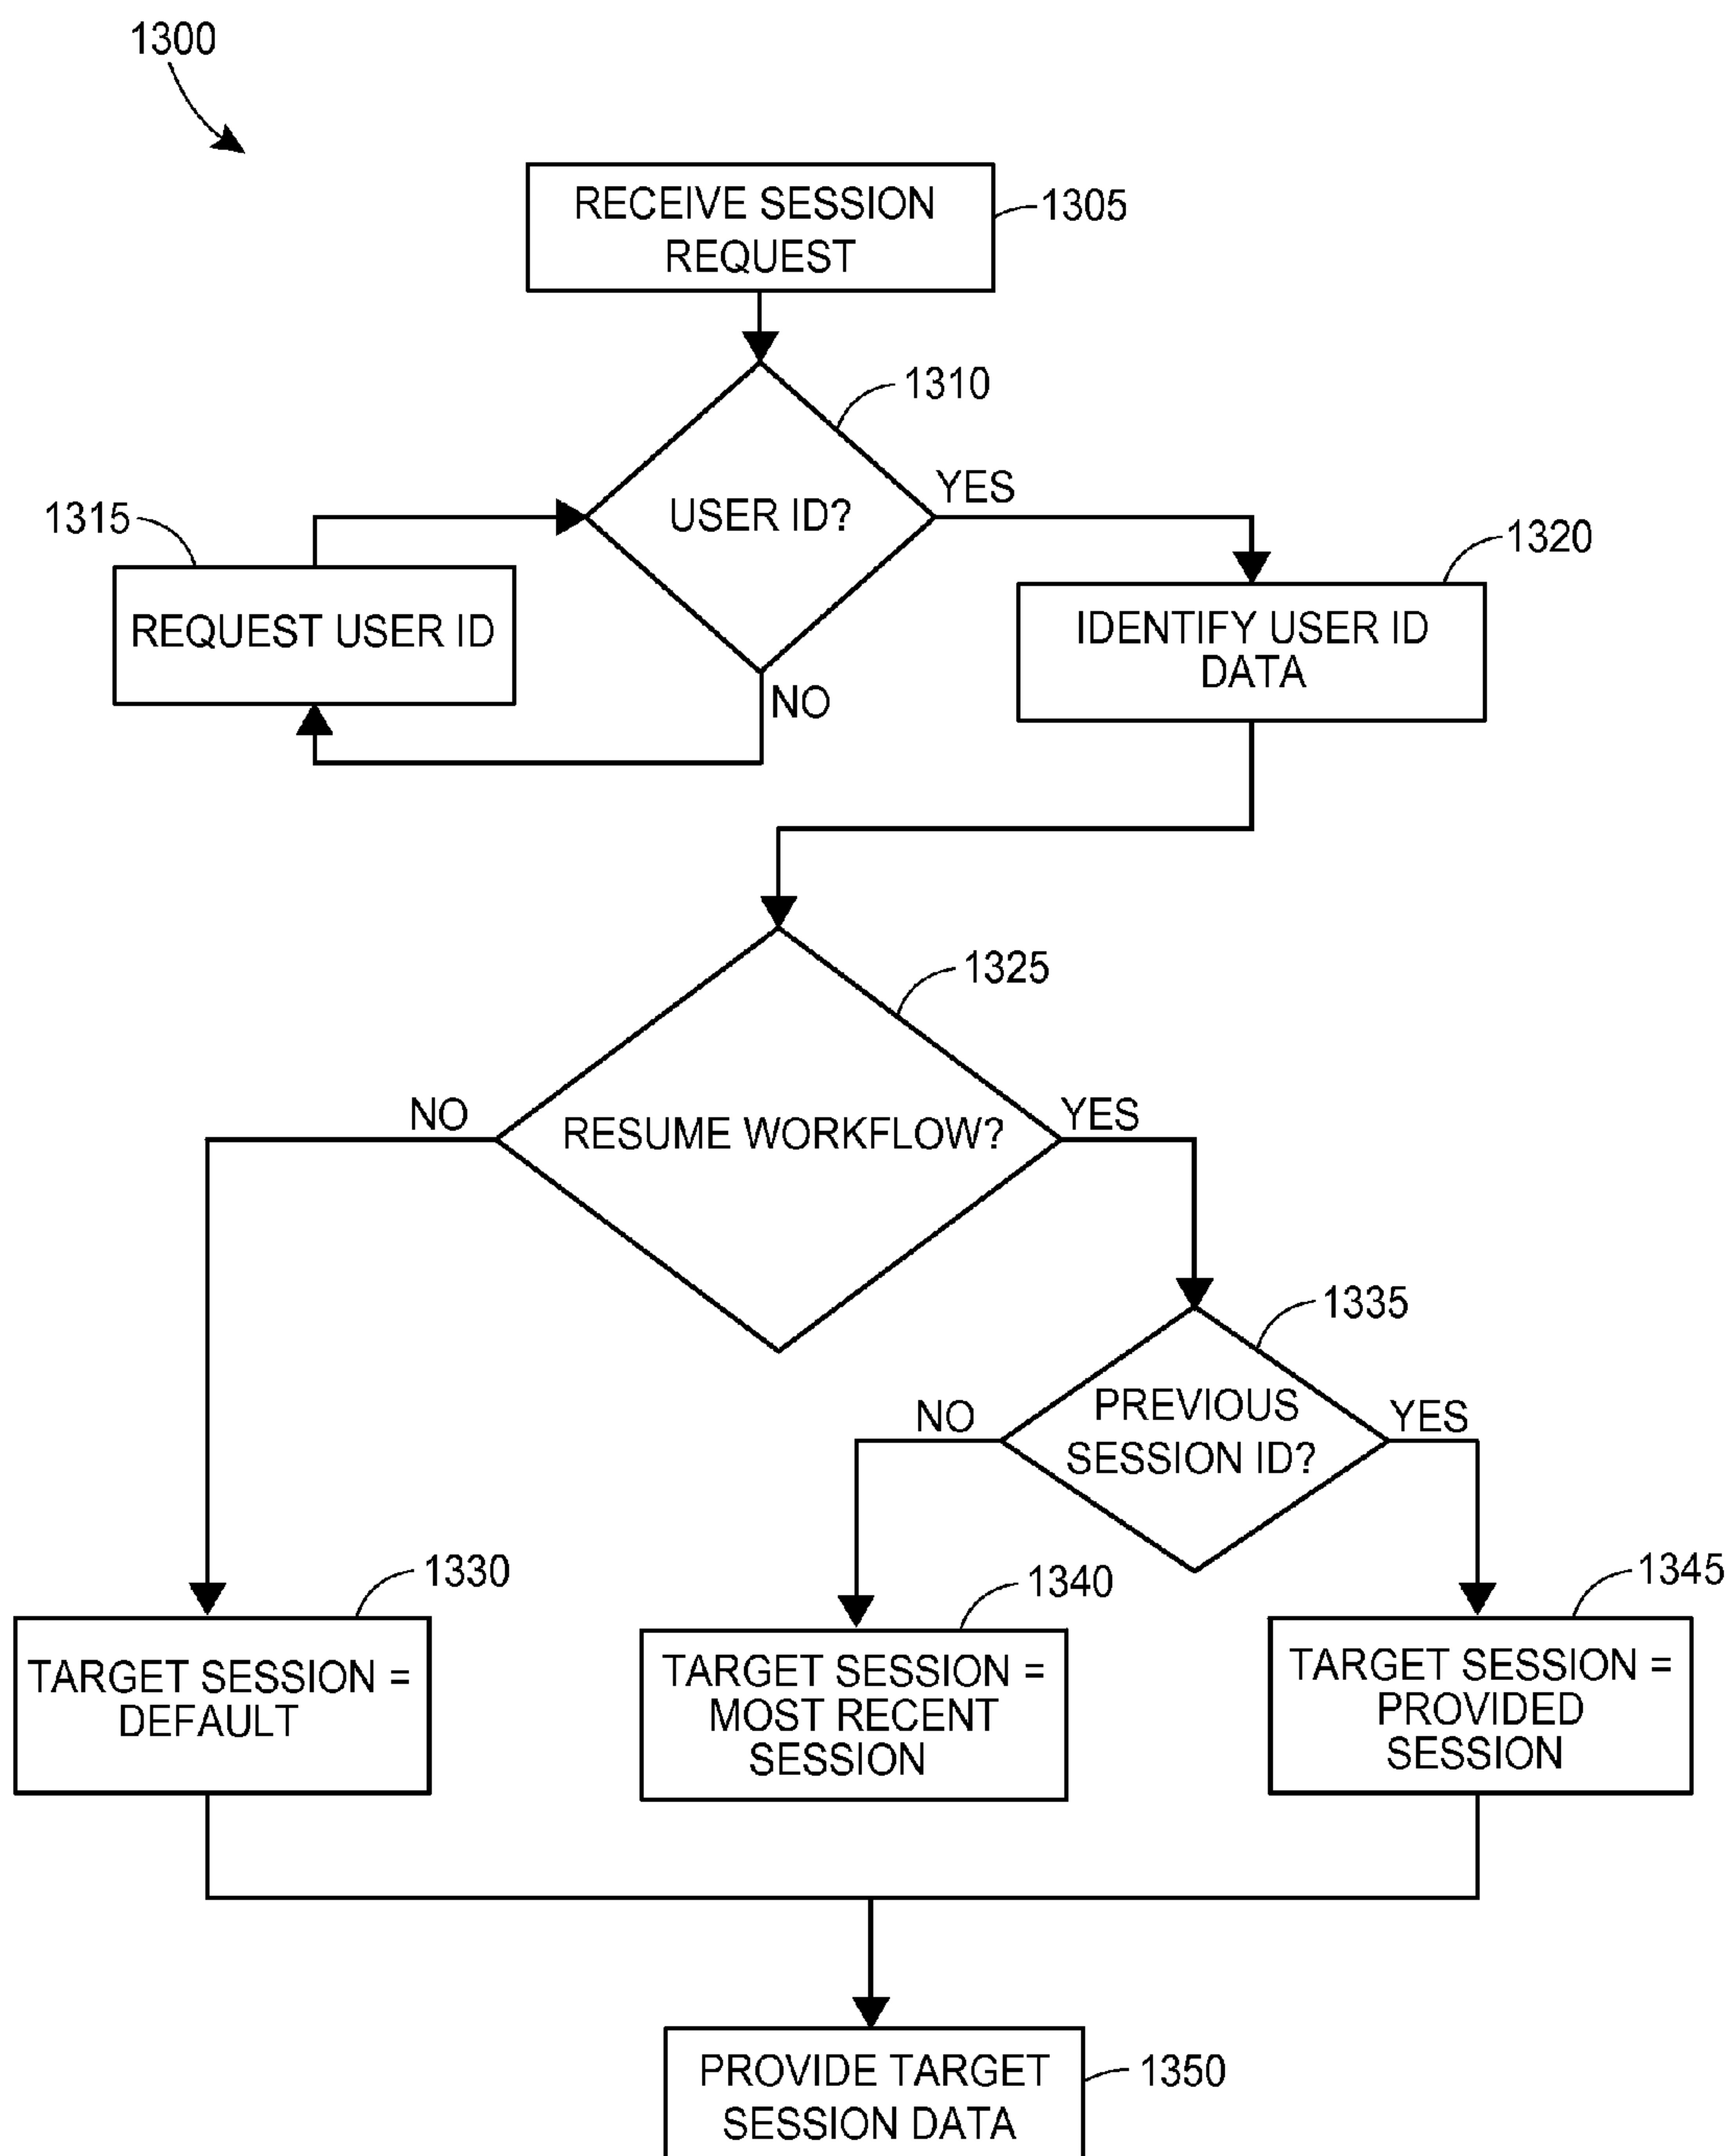 1300
RECEIVE SESSION
REQUEST
1305
1310
USER ID?
YES
NO
1315
REQUEST USER ID
1320
IDENTIFY USER ID
DATA
1325
RESUME WORKFLOW?
NO
YES
1335
PREVIOUS
SESSION ID?
NO
YES
1330
TARGET SESSION =
DEFAULT
1340
TARGET SESSION =
MOST RECENT
SESSION
1345
TARGET SESSION =
PROVIDED
SESSION
PROVIDE TARGET
SESSION DATA
1350